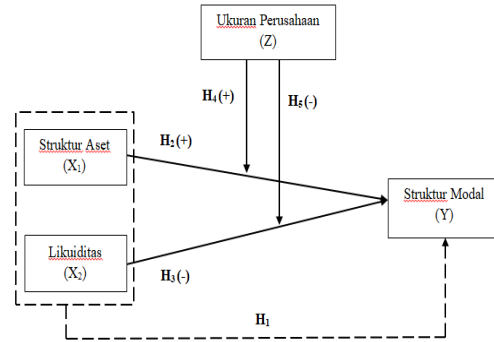 Ukuran Perusahaan
(Z)
H₄(+)
H₅(-)
Struktur Aset
(X₁)
H₂(+)
Struktur Modal
(Y)
Likuiditas
(X₂)
H₃(-)
H₁